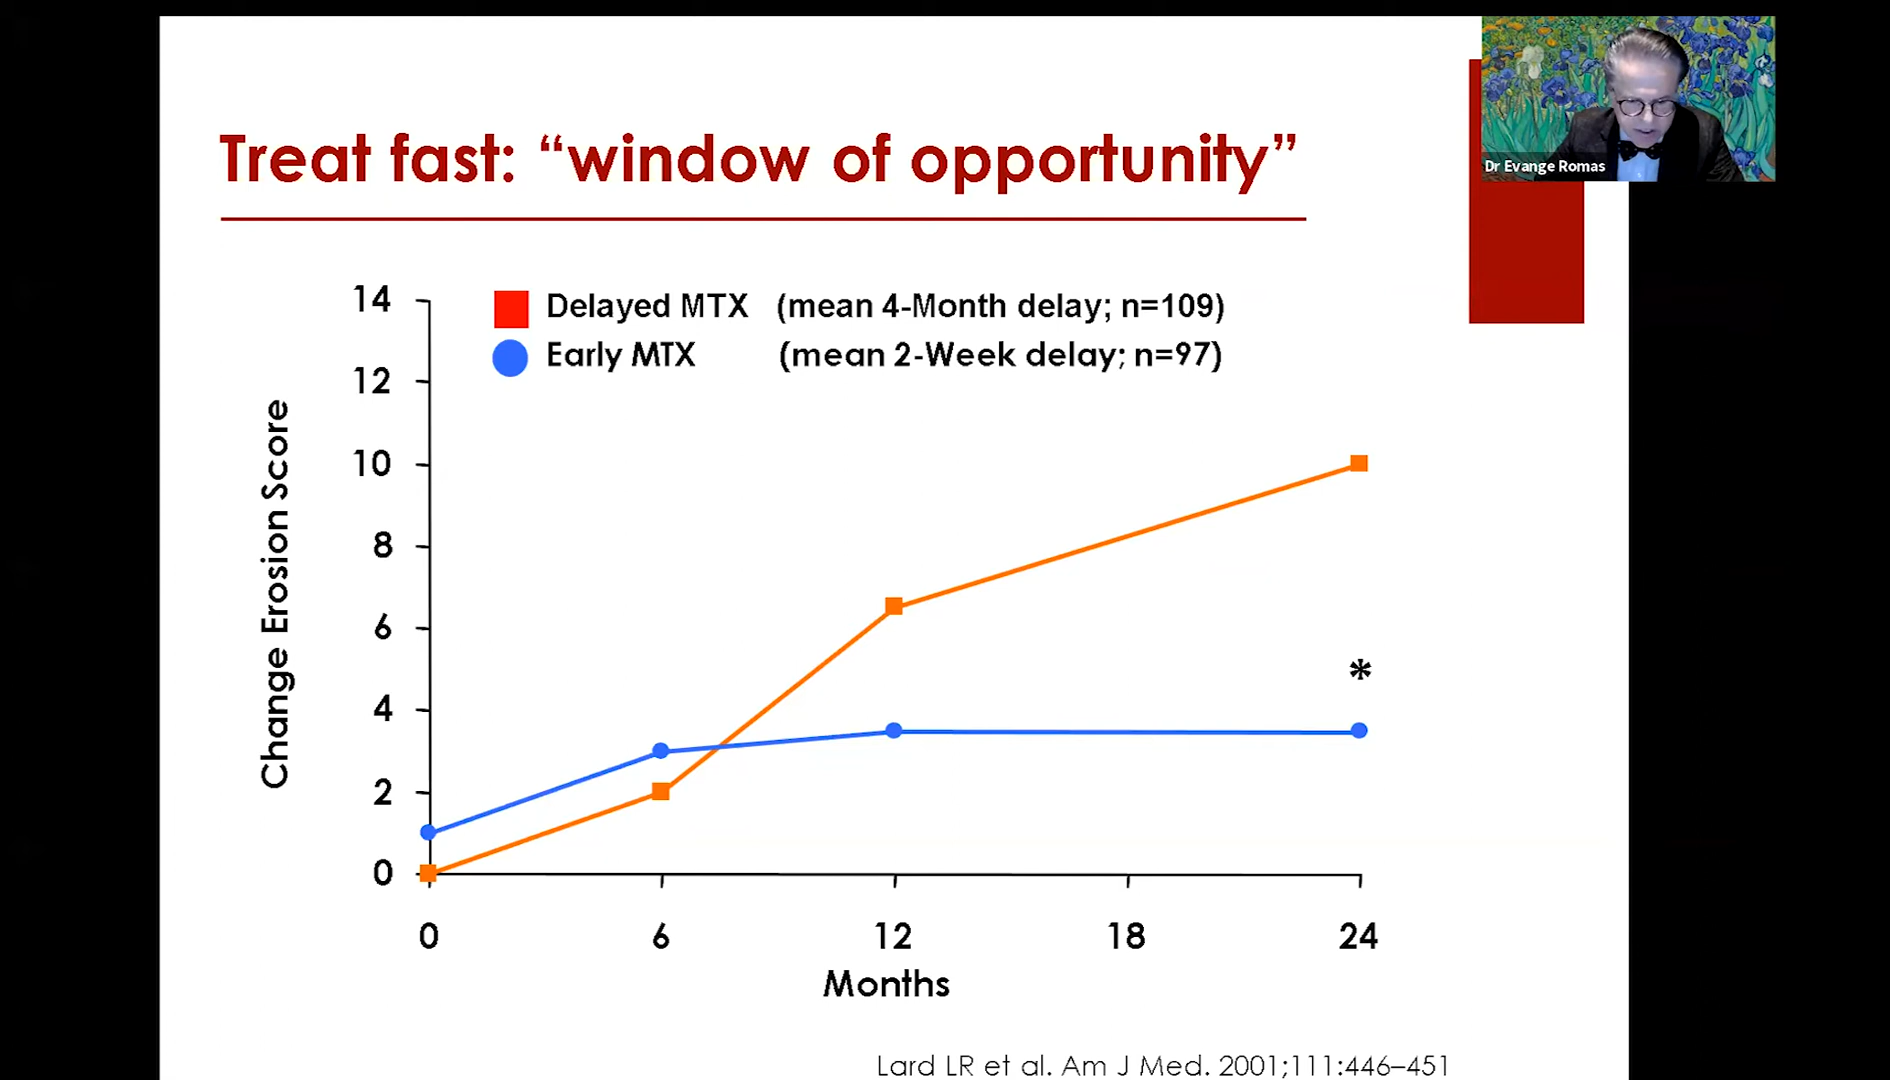 Treat fast: “window of opportunity”
Dr Evange Romas
Delayed MTX (mean 4-Month delay; n=109)
Early MTX (mean 2-Week delay; n=97)
Change Erosion Score
14
12
10
8
6
4
2
0
*
0 6 12 18 24
Months
Lard LR et al. Am J Med. 2001;111:446–451